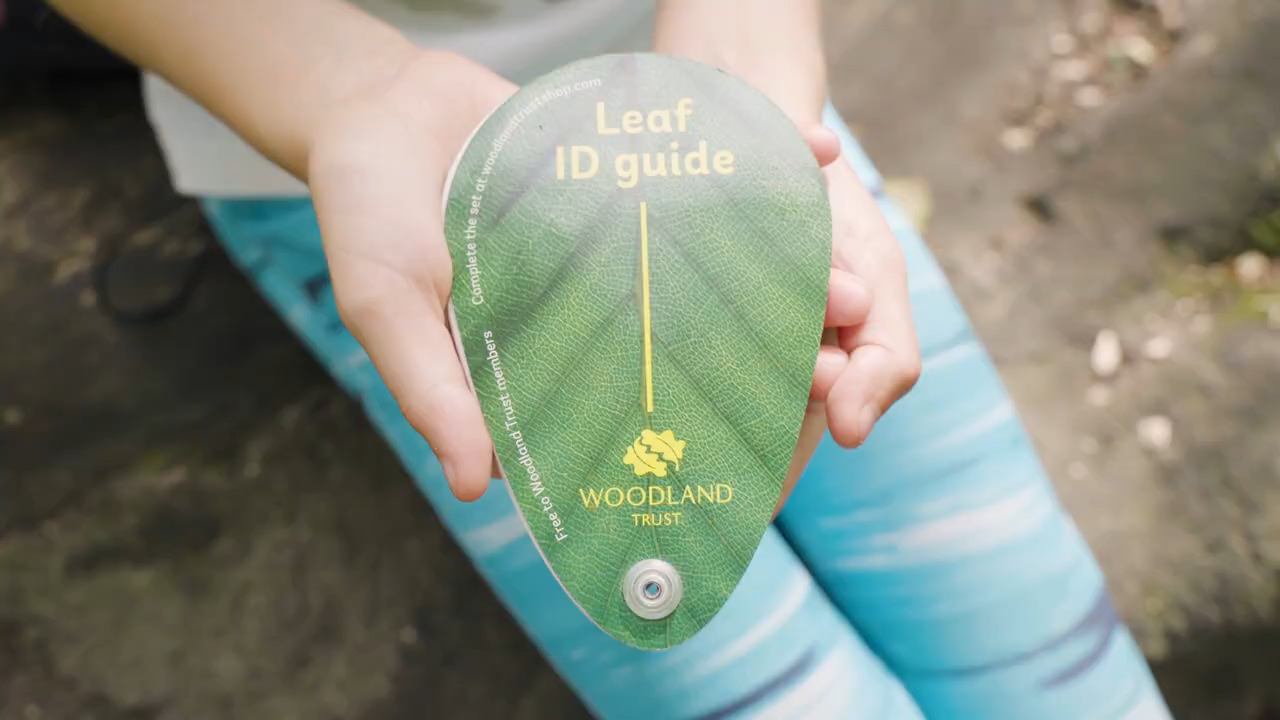 Leaf
ID guide
Complete the set at woodlandtrustshop.com
Free to Woodland Trust members
WOODLAND
TRUST